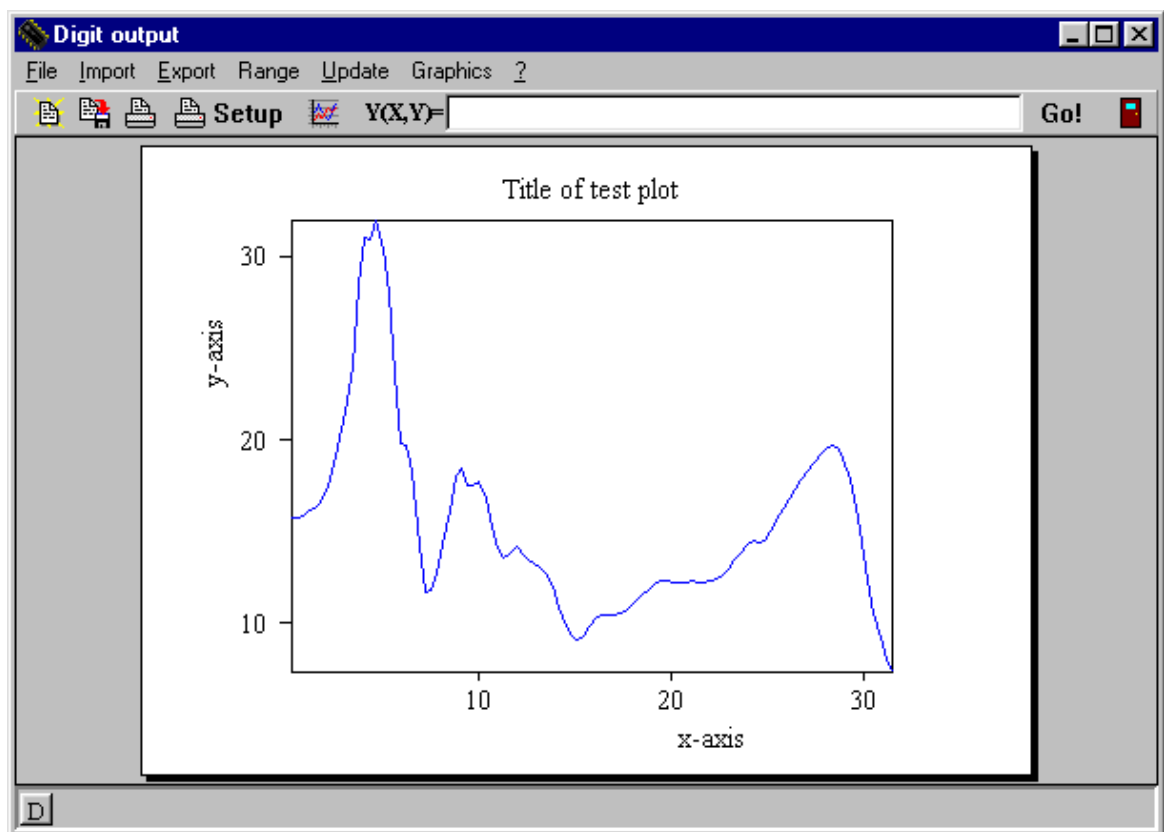 Digit output
File Import Export Range Update Graphics ?
Setup Y(X,Y)= Go!
Title of test plot
30
y-axis
20
10
10 20 30
x-axis
D